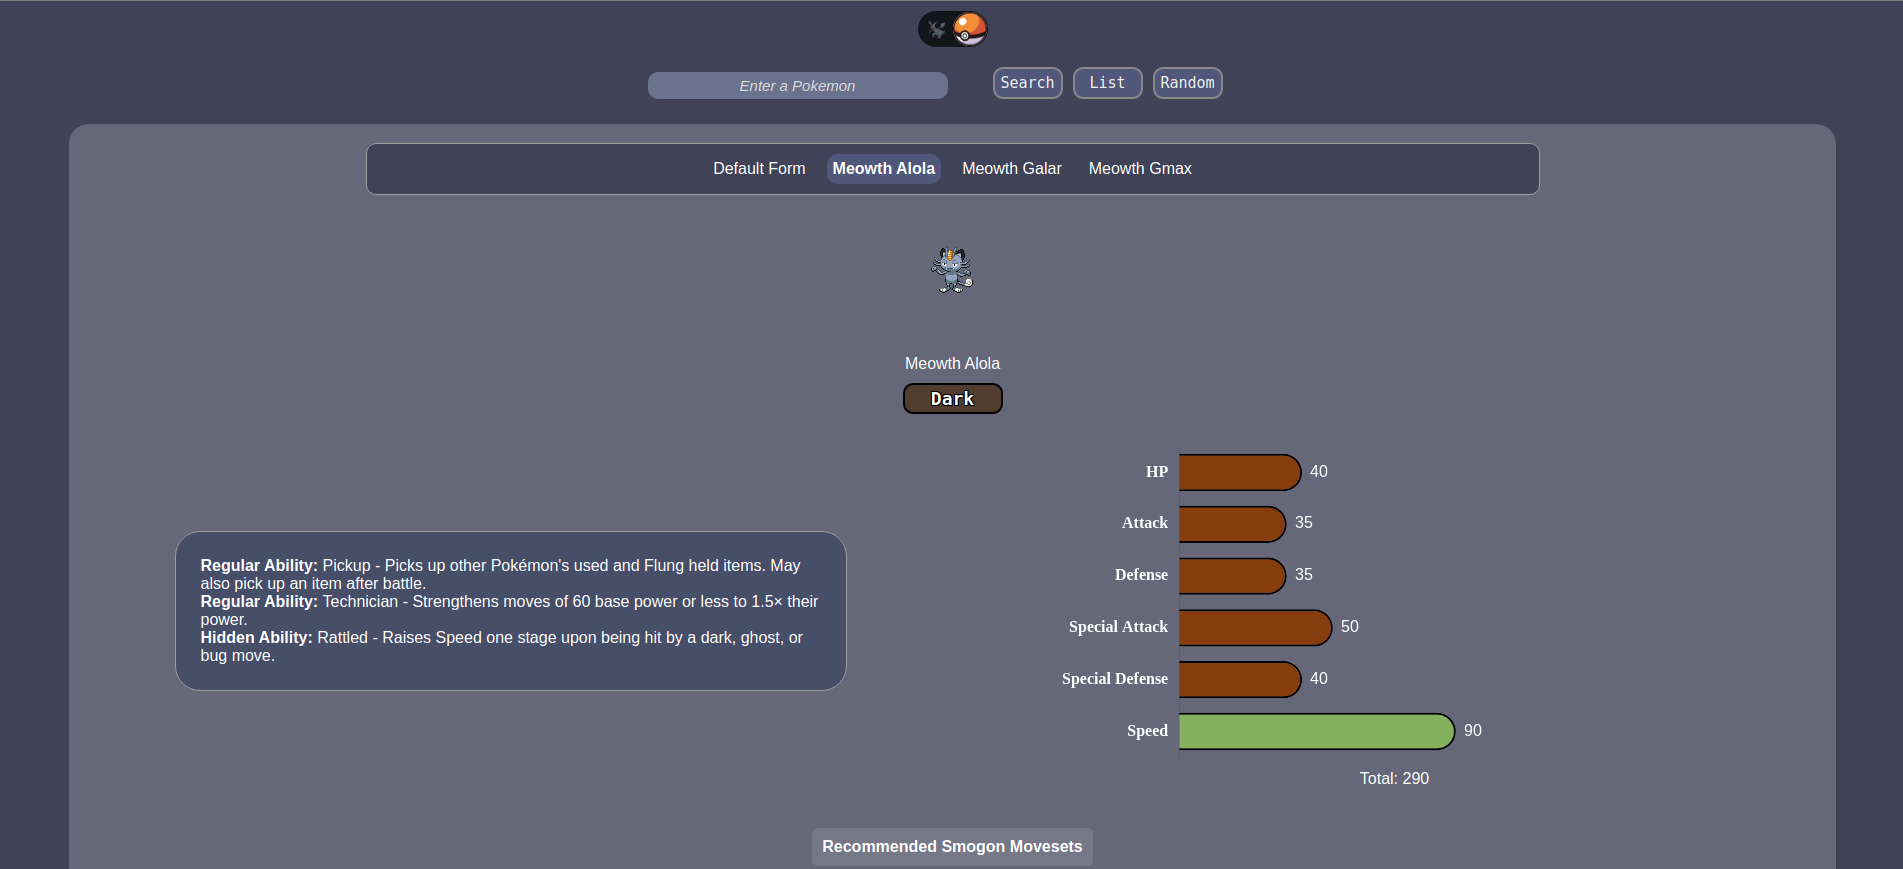 Enter a Pokemon
Search
List
Random
Default Form
Meowth Alola
Meowth Galar
Meowth Gmax
Meowth Alola
Dark
Regular Ability: Pickup - Picks up other Pokémon's used and Flung held items. May
also pick up an item after battle.
Regular Ability: Technician - Strengthens moves of 60 base power or less to 1.5× their
power.
Hidden Ability: Rattled - Raises Speed one stage upon being hit by a dark, ghost, or
bug move.
HP 40
Attack 35
Defense 35
Special Attack 50
Special Defense 40
Speed 90
Total: 290
Recommended Smogon Movesets